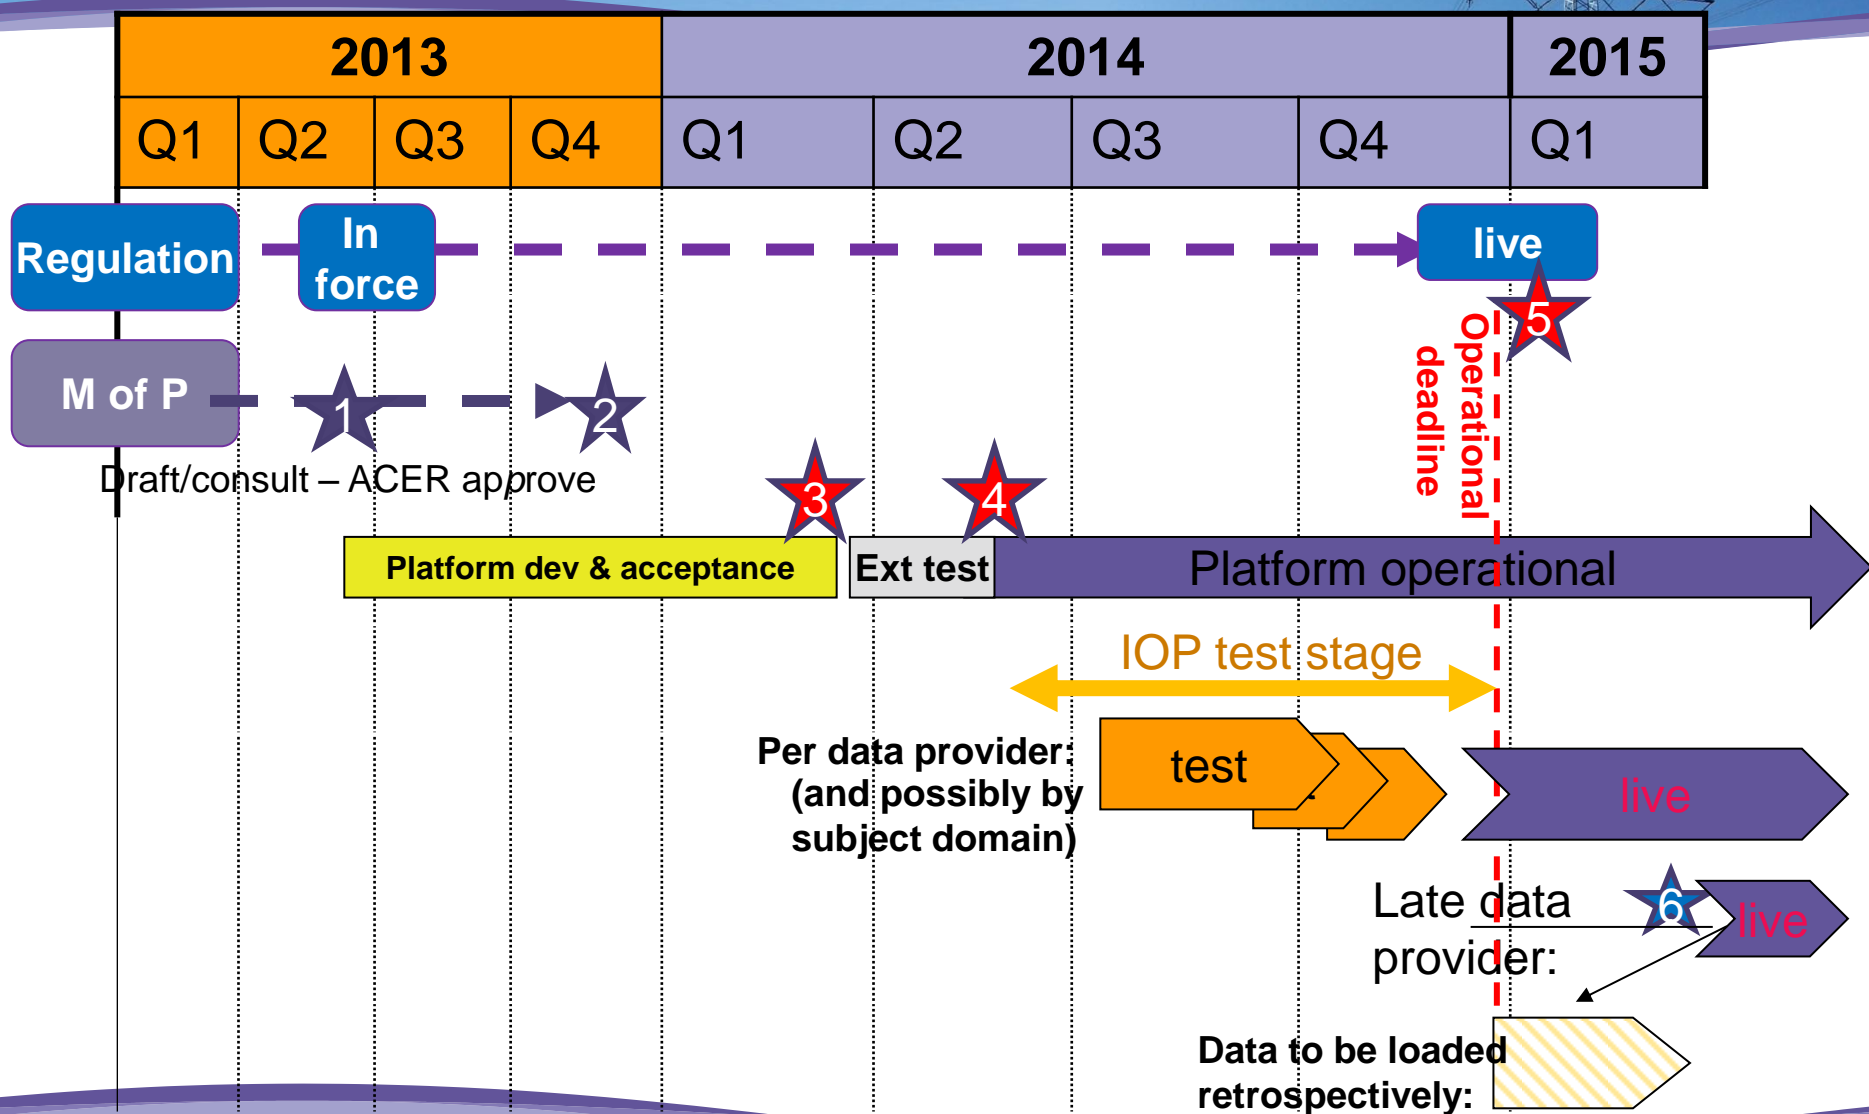 2013 2014 2015
Q1 Q2 Q3 Q4 Q1 Q2 Q3 Q4 Q1
Regulation
In
force
live
5
Operational
deadline
M of P
1
2
Draft/consult – ACER approve
3
4
Platform dev & acceptance
Ext test
Platform operational
IOP test stage
Per data provider:
(and possibly by
subject domain)
test
live
Late data
provider:
6
live
Data to be loaded
retrospectively: